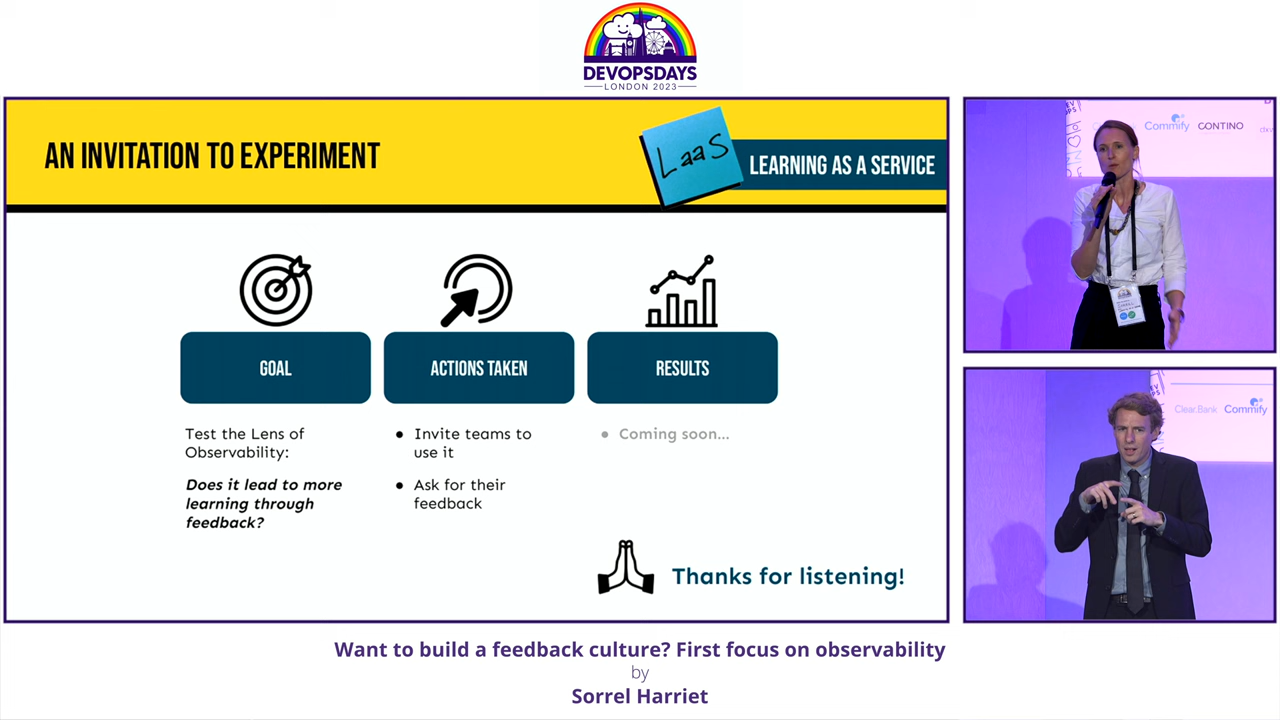 DEVOPSDAYS
LONDON 2023
AN INVITATION TO EXPERIMENT
LaaS
LEARNING AS A SERVICE
GOAL
ACTIONS TAKEN
RESULTS
Test the Lens of
Observability:
Does it lead to more
learning through
feedback?
● Invite teams to
use it
● Ask for their
feedback
● Coming soon...
Thanks for listening!
Commify
CONTINO
Clear.Bank
Commify
Want to build a feedback culture? First focus on observability
by
Sorrel Harriet